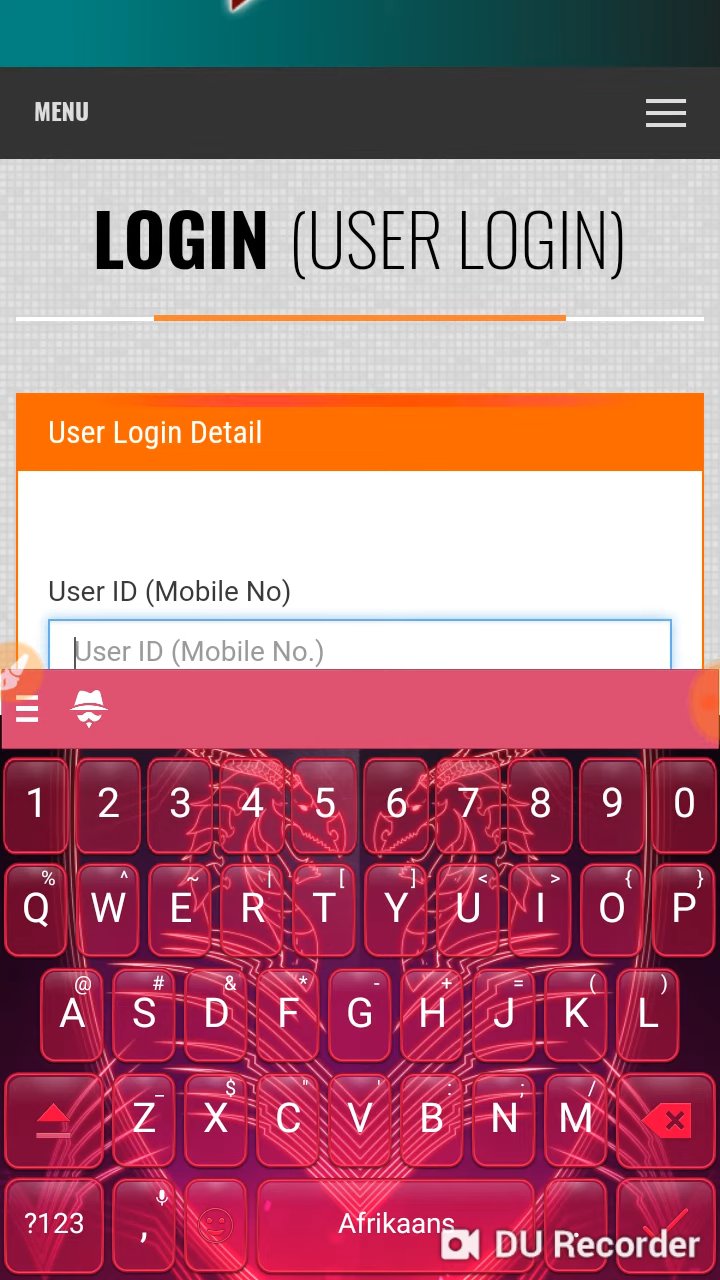 MENU
LOGIN (USER LOGIN)
User Login Detail
User ID (Mobile No)
User ID (Mobile No.)
1 2 3 4 5 6 7 8 9 0
% ^ ~ | [ ] < > { }
Q W E R T Y U I O P
@ # & * - + = ( )
A S D F G H J K L
_ $ " ' : ; /
Z X C V B N M
?123 , Afrikaans .
DU Recorder